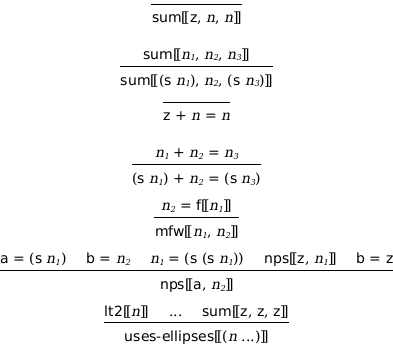 sum⟦z, n, n⟧
sum⟦n₁, n₂, n₃⟧
sum⟦(s n₁), n₂, (s n₃)⟧
z + n = n
n₁ + n₂ = n₃
(s n₁) + n₂ = (s n₃)
n₂ = f⟦n₁⟧
mfw⟦n₁, n₂⟧
a = (s n₁) b = n₂ n₁ = (s (s n₁)) nps⟦z, n₁⟧ b = z
nps⟦a, n₂⟧
lt2⟦n⟧ ... sum⟦z, z, z⟧
uses-ellipses⟦(n ...)⟧